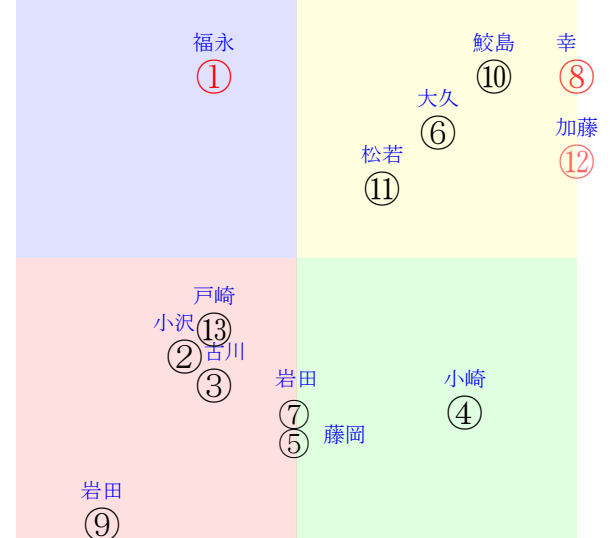 福永
①
鮫島
⑩
幸
⑧
大久
⑥
加藤
⑫
松若
⑪
戸崎
⑬
小沢
②
古川
③
岩田
⑦
小崎
④
藤岡
⑤
岩田
⑨